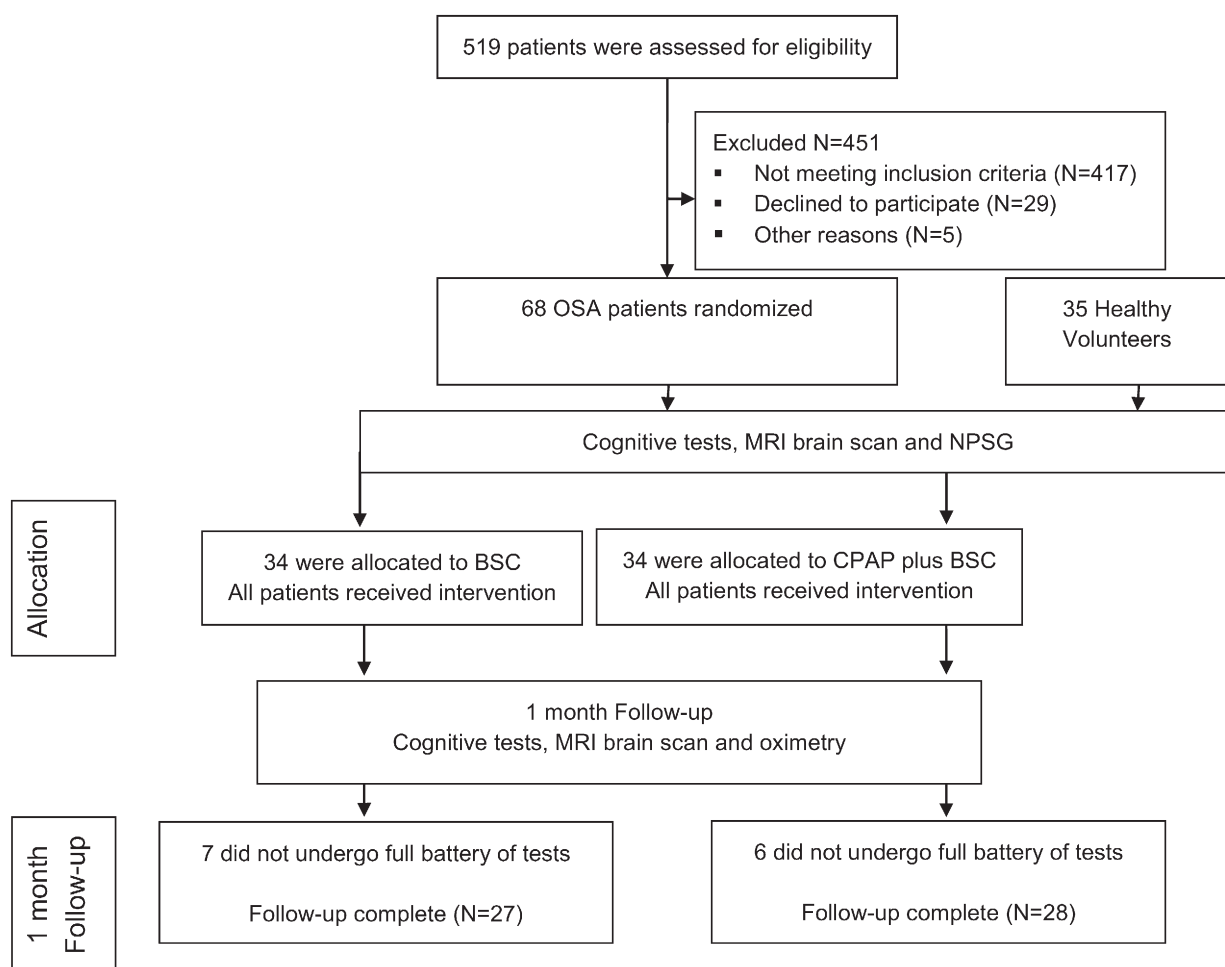 519 patients were assessed for eligibility
Excluded N=451
▪ Not meeting inclusion criteria (N=417)
▪ Declined to participate (N=29)
▪ Other reasons (N=5)
68 OSA patients randomized
35 Healthy
Volunteers
Cognitive tests, MRI brain scan and NPSG
Allocation
34 were allocated to BSC
All patients received intervention
34 were allocated to CPAP plus BSC
All patients received intervention
1 month Follow-up
Cognitive tests, MRI brain scan and oximetry
1 month
Follow-up
7 did not undergo full battery of tests
Follow-up complete (N=27)
6 did not undergo full battery of tests
Follow-up complete (N=28)